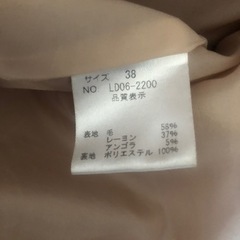 サイズ 38
NO LD06-2200
品質表示
表地 毛 58%
レーヨン 37%
アンゴラ 5%
裏地 ポリエステル 100%